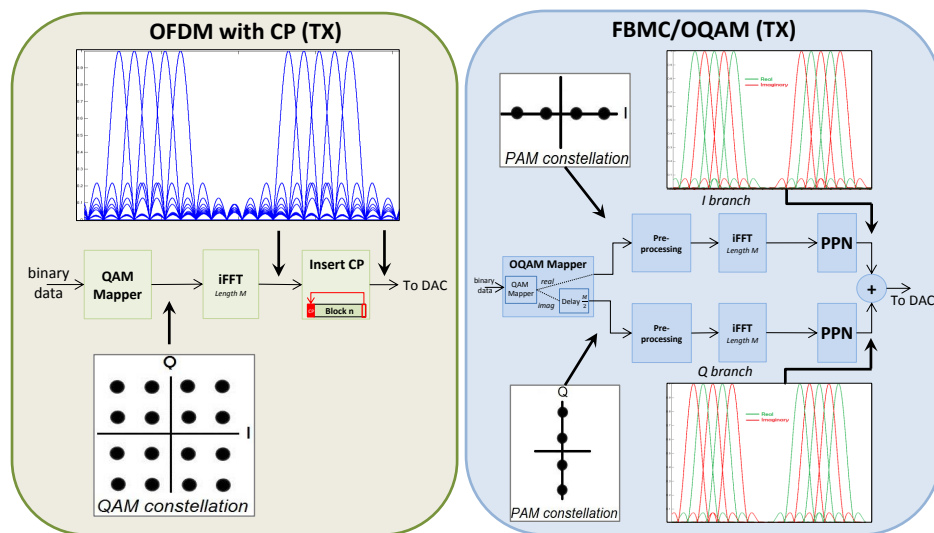 OFDM with CP (TX)
binary
data
QAM
Mapper
iFFT
Length M
Insert CP
CP
Block n
To DAC
Q
I
QAM constellation
FBMC/OQAM (TX)
I
PAM constellation
Real
Imaginary
I branch
binary
data
OQAM Mapper
QAM
Mapper
real
imag
Delay M/2
Pre-
processing
iFFT
Length M
PPN
Pre-
processing
iFFT
Length M
PPN
+
To DAC
Q branch
Q
PAM constellation
Real
Imaginary